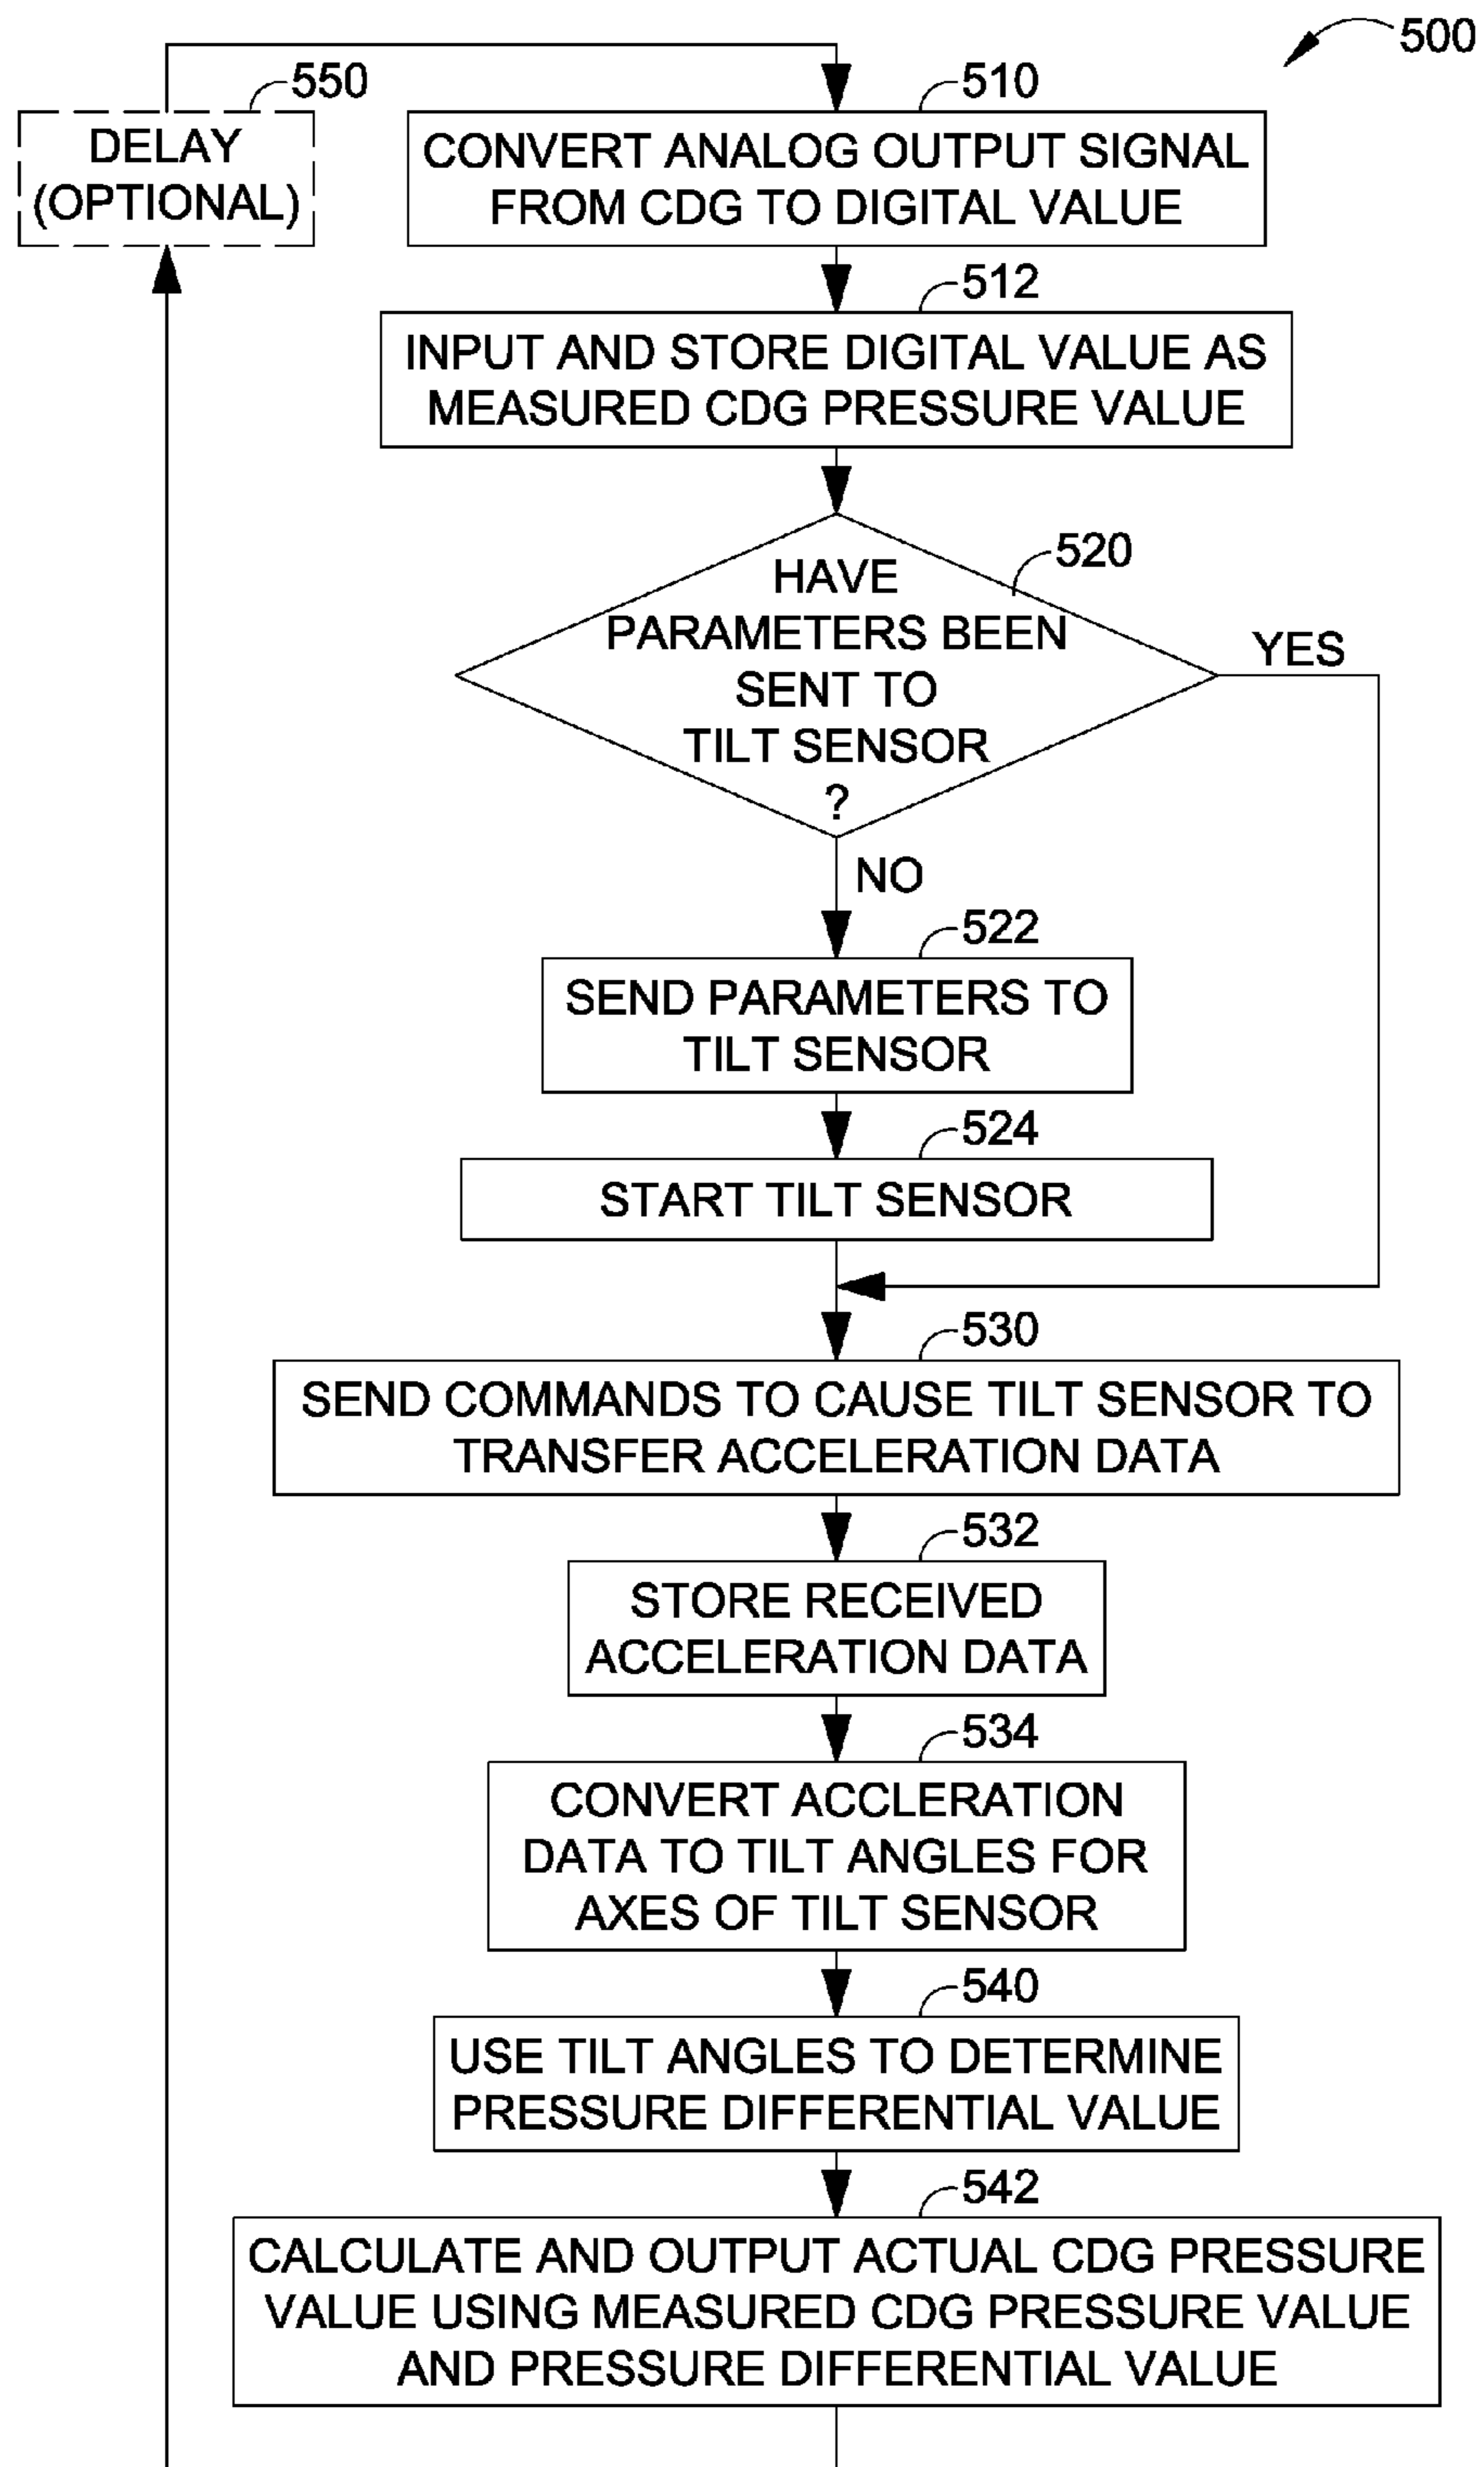 500
550
DELAY
(OPTIONAL)
510
CONVERT ANALOG OUTPUT SIGNAL
FROM CDG TO DIGITAL VALUE
512
INPUT AND STORE DIGITAL VALUE AS
MEASURED CDG PRESSURE VALUE
520
HAVE
PARAMETERS BEEN
SENT TO
TILT SENSOR
?
YES
NO
522
SEND PARAMETERS TO
TILT SENSOR
524
START TILT SENSOR
530
SEND COMMANDS TO CAUSE TILT SENSOR TO
TRANSFER ACCELERATION DATA
532
STORE RECEIVED
ACCELERATION DATA
534
CONVERT ACCLERATION
DATA TO TILT ANGLES FOR
AXES OF TILT SENSOR
540
USE TILT ANGLES TO DETERMINE
PRESSURE DIFFERENTIAL VALUE
542
CALCULATE AND OUTPUT ACTUAL CDG PRESSURE
VALUE USING MEASURED CDG PRESSURE VALUE
AND PRESSURE DIFFERENTIAL VALUE